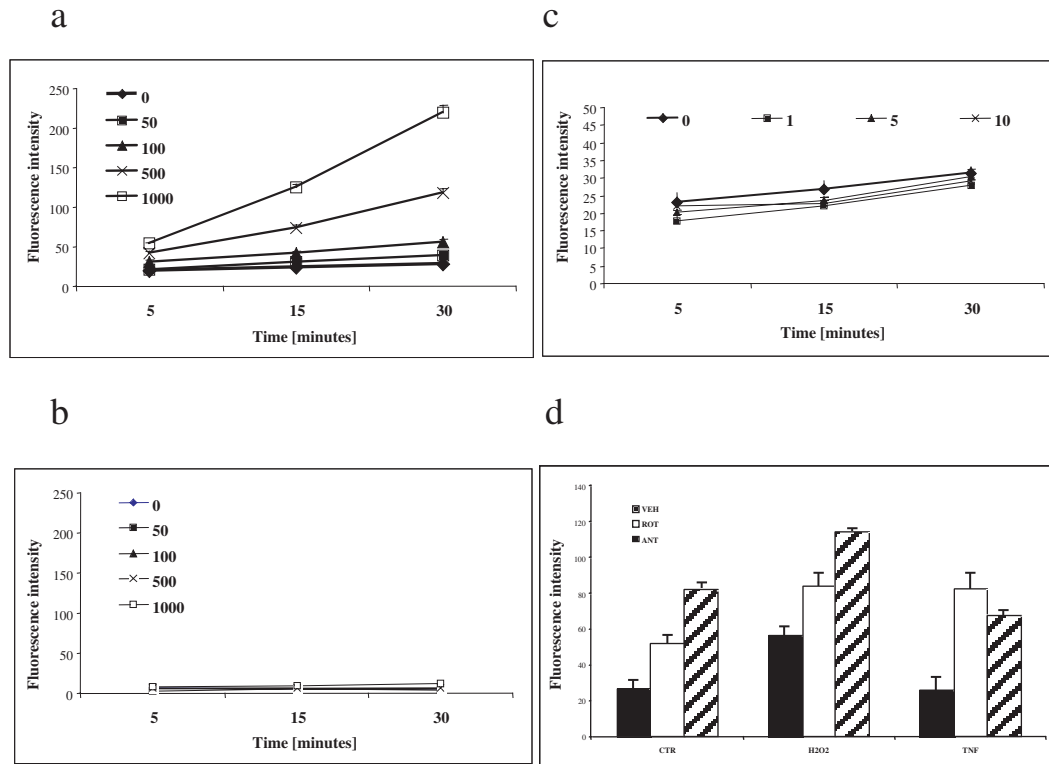 a
Fluorescence intensity
250
200
150
100
50
0
0
50
100
500
1000
5 15 30
Time [minutes]
c
Fluorescence intensity
50
45
40
35
30
25
20
15
10
5
0
0 1 5 10
5 15 30
Time [minutes]
b
Fluorescence intensity
250
200
150
100
50
0
0
50
100
500
1000
5 15 30
Time [minutes]
d
Fluorescence intensity
140
120
100
80
60
40
20
0
VEH
ROT
ANT
CTR H2O2 TNF